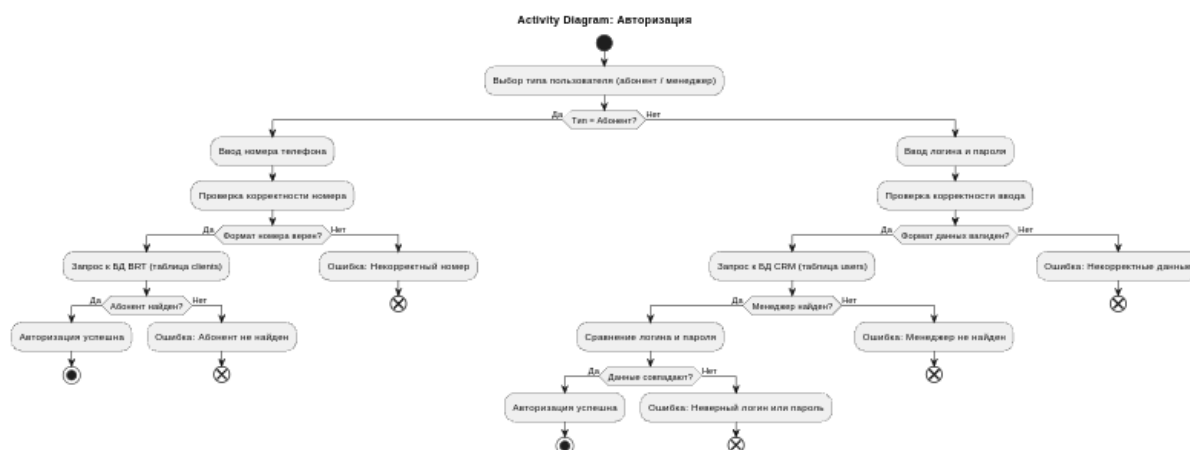 Activity Diagram: Авторизация
Выбор типа пользователя (абонент / менеджер)
Да
Тип = Абонент?
Нет
Ввод номера телефона
Ввод логина и пароля
Проверка корректности номера
Проверка корректности ввода
Да
Формат номера верен?
Нет
Да
Формат данных валиден?
Нет
Запрос к БД BRT (таблица clients)
Ошибка: Некорректный номер
Запрос к БД CRM (таблица users)
Ошибка: Некорректные данные
Да
Абонент найден?
Нет
Да
Менеджер найден?
Нет
Авторизация успешна
Ошибка: Абонент не найден
Сравнение логина и пароля
Ошибка: Менеджер не найден
Да
Данные совпадают?
Нет
Авторизация успешна
Ошибка: Неверный логин или пароль